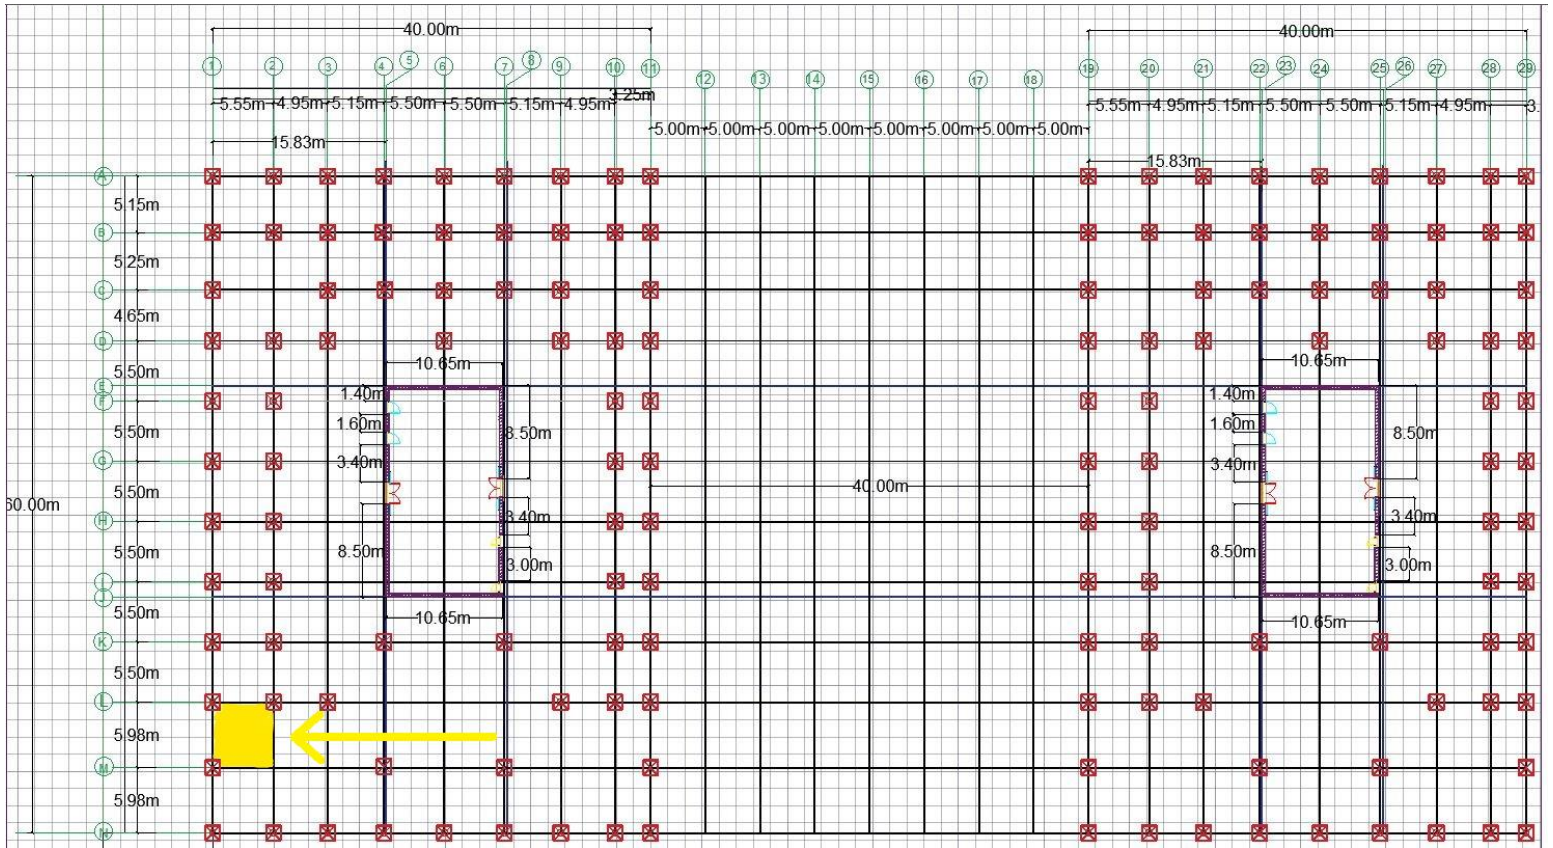 40.00m 40.00m
1 2 3 4 5 6 7 8 9 10 11 12 13 14 15 16 17 18 19 20 21 22 23 24 25 26 27 28 29
5.55m 4.95m 5.15m 5.50m 5.50m 5.15m 4.95m .25m 5.55m 4.95m 5.15m 5.50m 5.50m 5.15m 4.95m 3.
5.00m 5.00m 5.00m 5.00m 5.00m 5.00m 5.00m 5.00m
15.83m 15.83m
A
5.15m
B
5.25m
C
4.65m
D
5.50m 10.65m 10.65m
E
1.40m 1.40m
F
1.60m 1.60m
5.50m 8.50m 8.50m
G 3.40m 3.40m
5.50m 40.00m
60.00m
H 3.40m 3.40m
5.50m 8.50m 8.50m
3.00m 3.00m
I
J
5.50m 10.65m 10.65m
K
5.50m
L
5.98m
M
5.98m
N